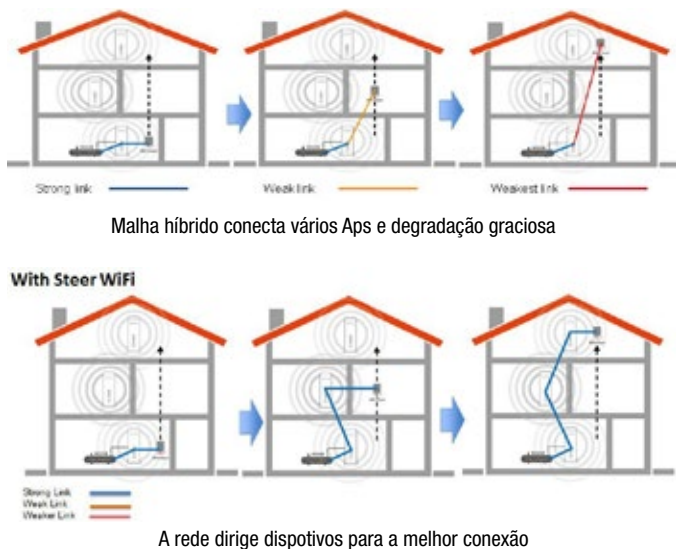 Strong link
Weak link
Weakest link
Malha híbrido conecta vários Aps e degradação graciosa
With Steer WiFi
Strong Link
Weak Link
Weaker Link
A rede dirige dispotivos para a melhor conexão